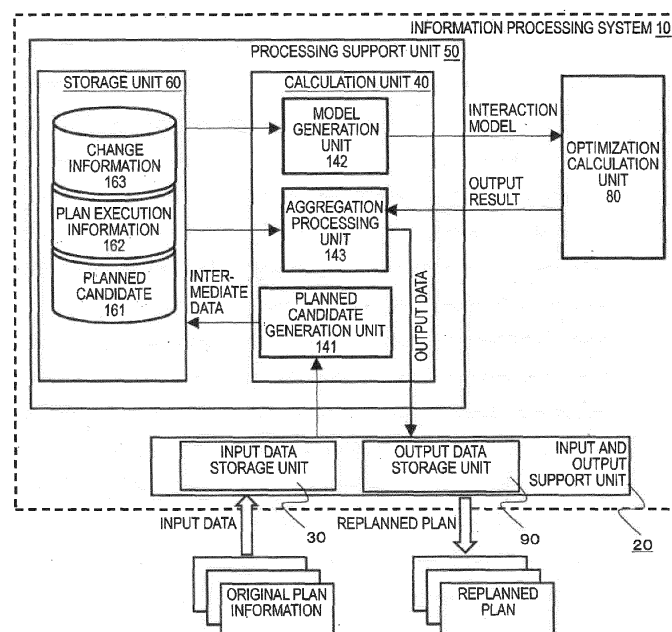 INFORMATION PROCESSING SYSTEM 10
PROCESSING SUPPORT UNIT 50
STORAGE UNIT 60
CALCULATION UNIT 40
CHANGE
INFORMATION
163
PLAN EXECUTION
INFORMATION
162
PLANNED
CANDIDATE
161
MODEL
GENERATION
UNIT
142
INTERACTION
MODEL
AGGREGATION
PROCESSING
UNIT
143
OUTPUT
RESULT
OPTIMIZATION
CALCULATION
UNIT
80
INTER-
MEDIATE
DATA
PLANNED
CANDIDATE
GENERATION UNIT
141
OUTPUT DATA
INPUT DATA
STORAGE UNIT
OUTPUT DATA
STORAGE UNIT
INPUT AND
OUTPUT
SUPPORT UNIT
INPUT DATA
30
REPLANNED PLAN
90
20
ORIGINAL PLAN
INFORMATION
REPLANNED
PLAN